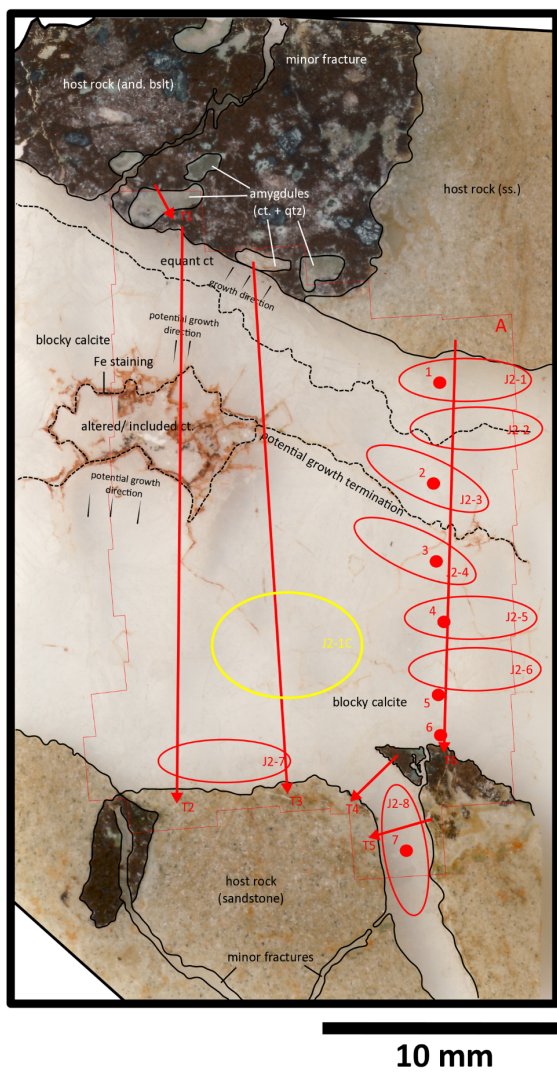 minor fracture
host rock (and. bslt)
amygdules
(ct. + qtz)
host rock (ss.)
T1
equant ct
growth direction
A
potential growth
direction
blocky calcite
Fe staining
1
J2-1
altered/ included ct.
J2-2
potential growth termination
2
J2-3
potential growth
direction
3
J2-4
4
J2-5
J2-6
blocky calcite
5
6
J2-7
J2-8
T2
T3
T4
T5
7
host rock
(sandstone)
minor fractures
10 mm